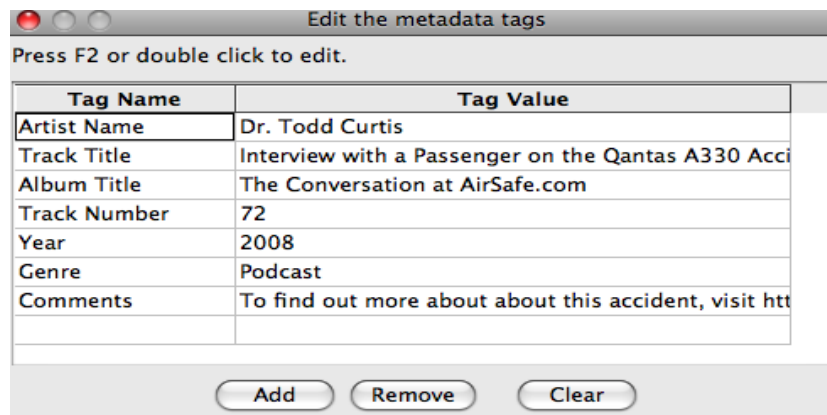 Edit the metadata tags
Press F2 or double click to edit.
Tag Name Tag Value
Artist Name Dr. Todd Curtis
Track Title Interview with a Passenger on the Qantas A330 Acci
Album Title The Conversation at AirSafe.com
Track Number 72
Year 2008
Genre Podcast
Comments To find out more about about this accident, visit htt
Add Remove Clear